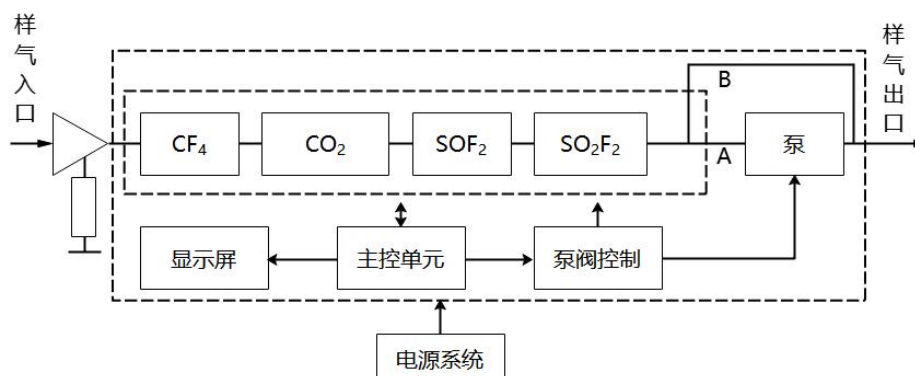 样气入口
样气出口
B
CF₄
CO₂
SOF₂
SO₂F₂
A
泵
显示屏
主控单元
泵阀控制
电源系统